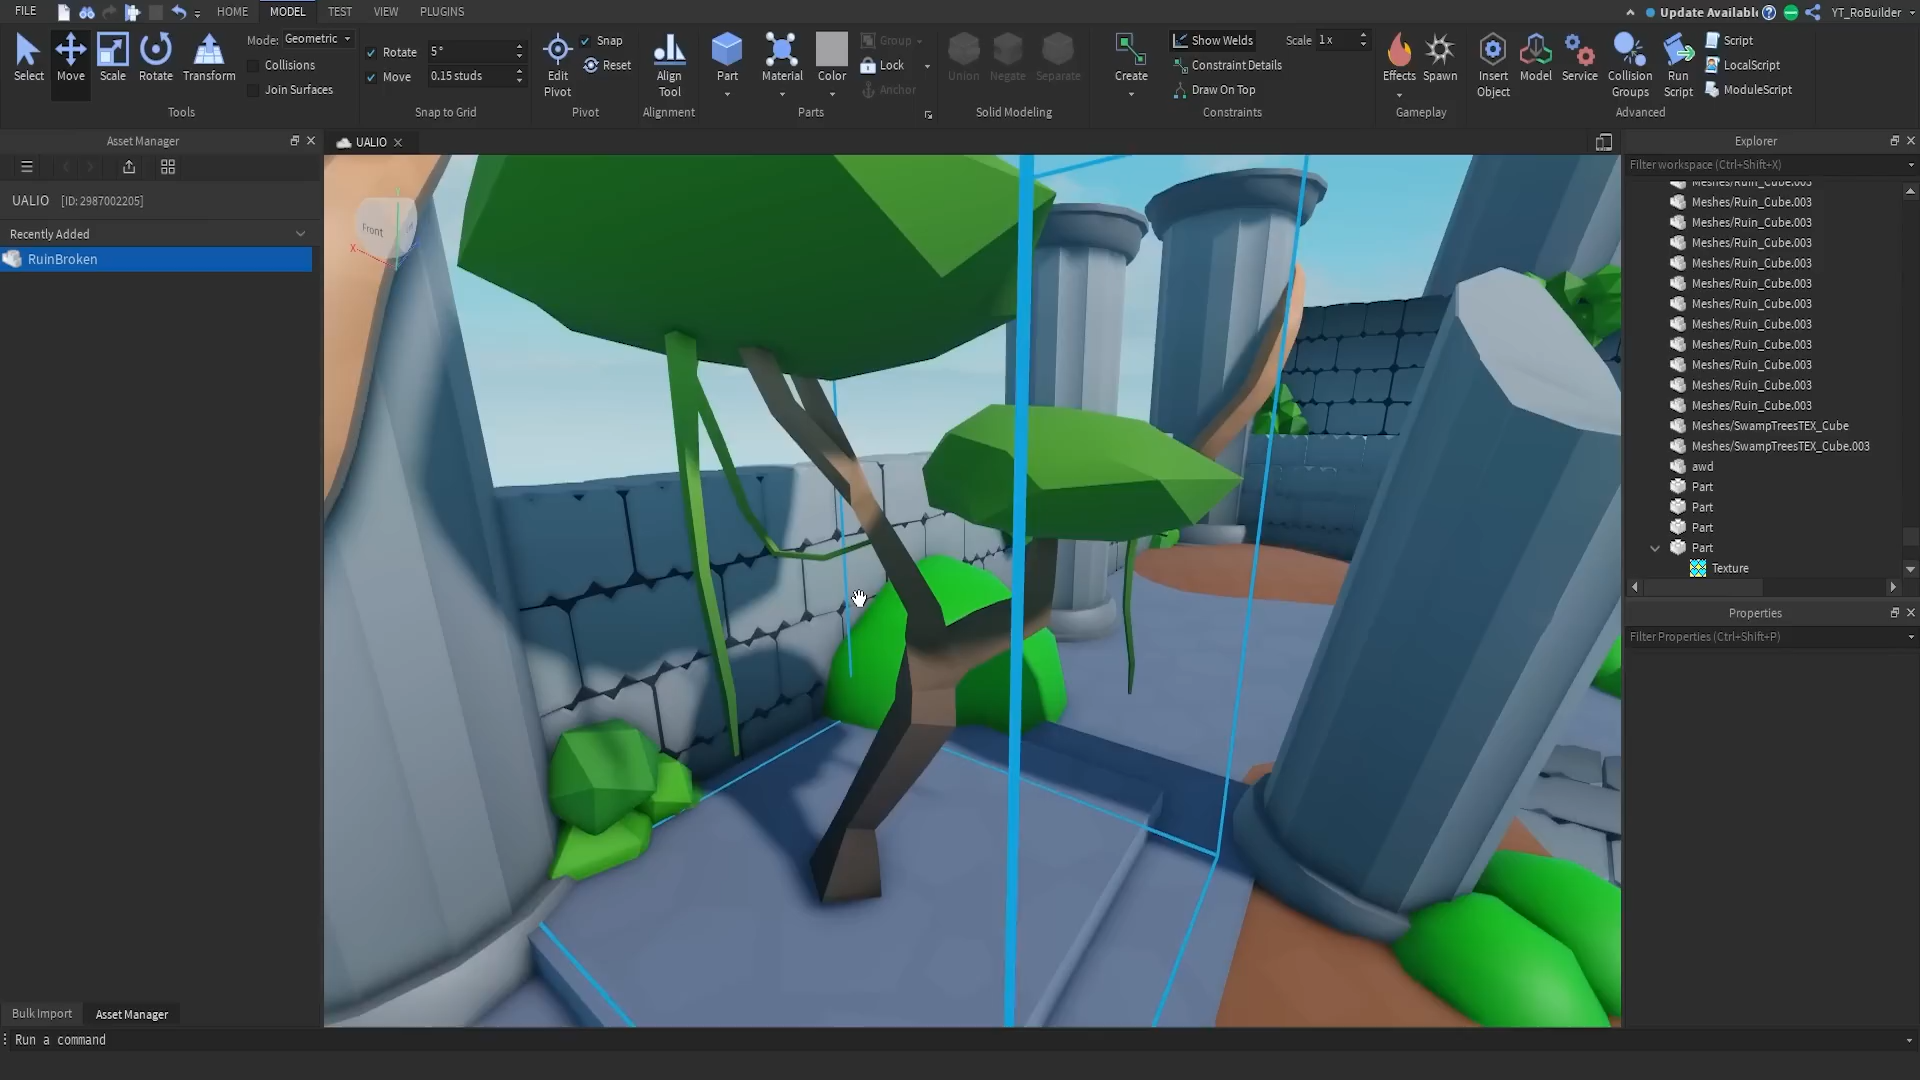 FILE
HOME
MODEL
TEST
VIEW
PLUGINS
Update Availabl
YT_RoBuilder
Select
Move
Scale
Rotate
Transform
Mode:
Geometric
Collisions
Join Surfaces
Tools
Rotate
5°
Move
0.15 studs
Snap to Grid
Edit
Pivot
Snap
Reset
Pivot
Align
Tool
Alignment
Part
Material
Color
Group
Lock
Anchor
Parts
Union
Negate
Separate
Solid Modeling
Create
Show Welds
Scale
1x
Constraint Details
Draw On Top
Constraints
Effects
Spawn
Gameplay
Insert
Object
Model
Service
Collision
Groups
Run
Script
Script
LocalScript
ModuleScript
Advanced
Asset Manager
UALIO [ID: 2987002205]
Recently Added
RuinBroken
Bulk Import
Asset Manager
Run a command
UALIO
Front
X
Explorer
Filter workspace (Ctrl+Shift+X)
Meshes/Ruin_Cube.003
Meshes/Ruin_Cube.003
Meshes/Ruin_Cube.003
Meshes/Ruin_Cube.003
Meshes/Ruin_Cube.003
Meshes/Ruin_Cube.003
Meshes/Ruin_Cube.003
Meshes/Ruin_Cube.003
Meshes/Ruin_Cube.003
Meshes/Ruin_Cube.003
Meshes/Ruin_Cube.003
Meshes/Ruin_Cube.003
Meshes/SwampTreesTEX_Cube
Meshes/SwampTreesTEX_Cube.003
awd
Part
Part
Part
Part
Texture
Properties
Filter Properties (Ctrl+Shift+P)